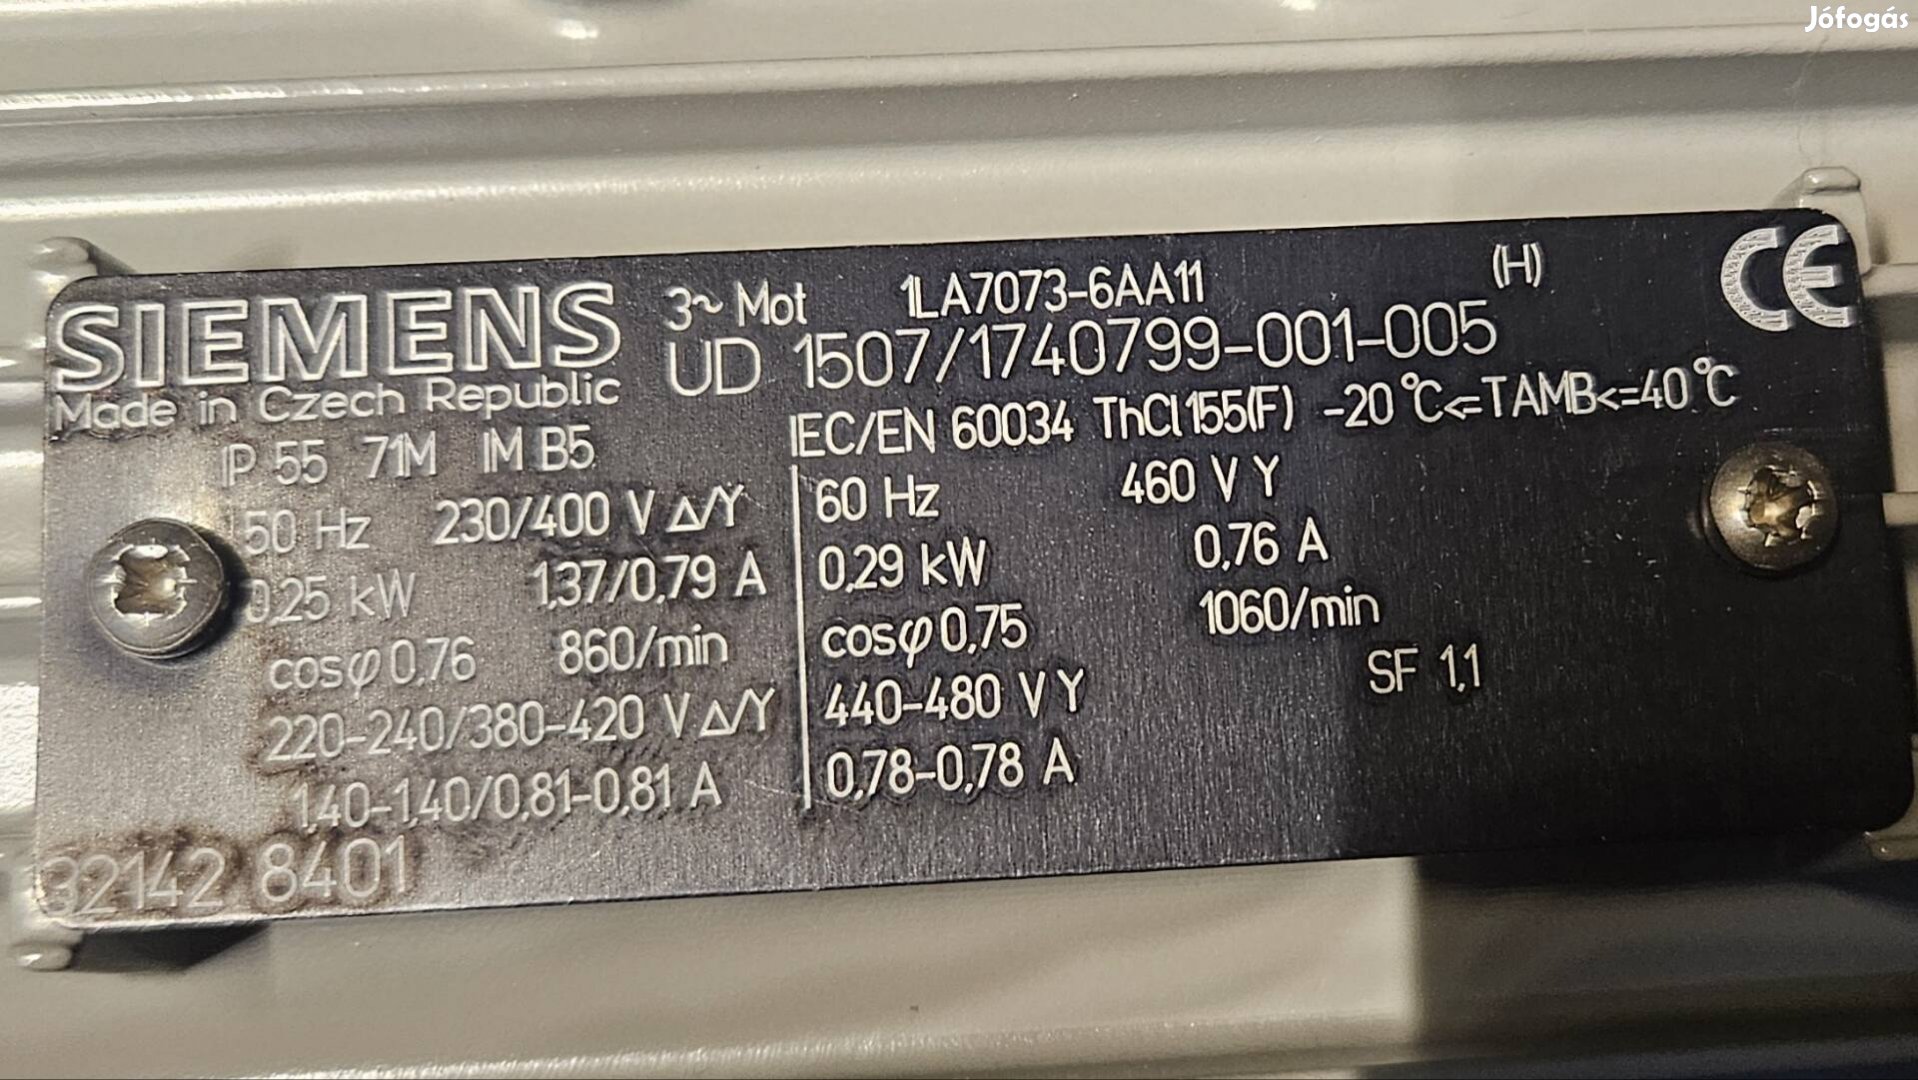 Jófogás
SIEMENS 3~ Mot 1LA7073-6AA11 (H) CE
UD 1507/1740799-001-005
Made in Czech Republic
IEC/EN 60034 ThCl 155(F) -20°C<=TAMB<=40°C
IP 55 71M IM B5
50 Hz 230/400 V Δ/Y 60 Hz 460 V Y
0,25 kW 1,37/0,79 A 0,29 kW 0,76 A
cosφ 0,76 860/min cosφ 0,75 1060/min
220-240/380-420 V Δ/Y 440-480 V Y SF 1,1
1,40-1,40/0,81-0,81 A 0,78-0,78 A
32142 8401